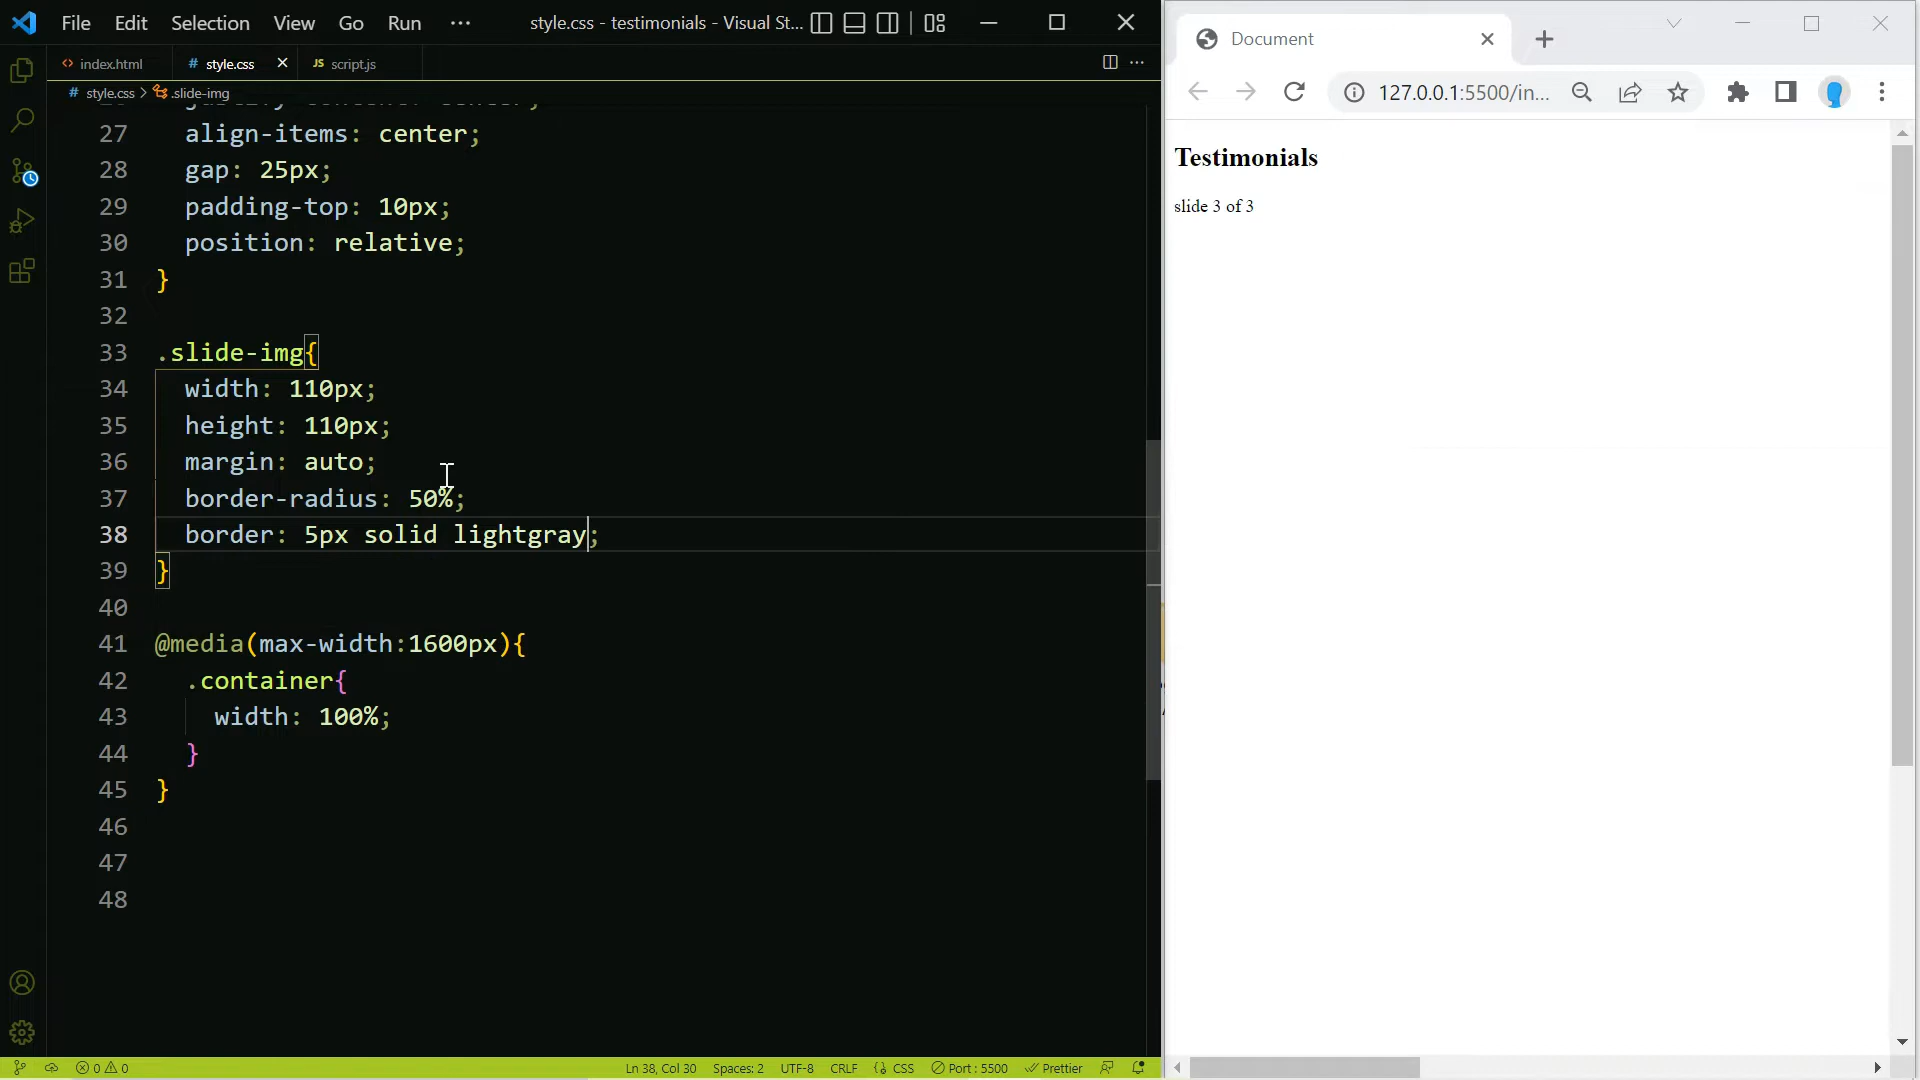 File Edit Selection View Go Run ··· style.css - testimonials - Visual St...
index.html # style.css JS script.js
# style.css > .slide-img
27 align-items: center;
28 gap: 25px;
29 padding-top: 10px;
30 position: relative;
31 }
32
33 .slide-img{
34 width: 110px;
35 height: 110px;
36 margin: auto;
37 border-radius: 50%;
38 border: 5px solid lightgray;
39 }
40
41 @media(max-width:1600px){
42 .container{
43 width: 100%;
44 }
45 }
46
47
48
0 0 Ln 38, Col 30 Spaces: 2 UTF-8 CRLF {} CSS Port : 5500 Prettier
Document
127.0.0.1:5500/in...
Testimonials
slide 3 of 3